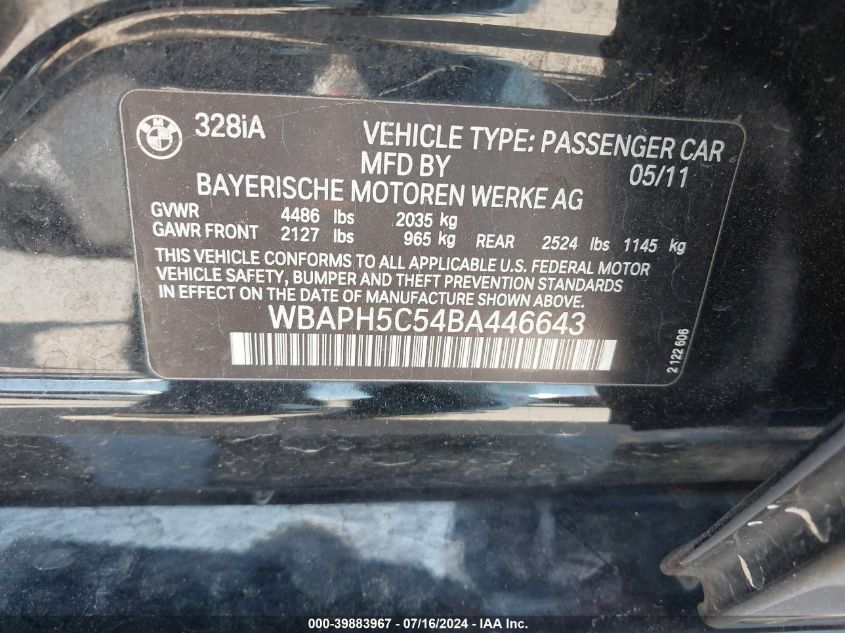 BMW
328iA
VEHICLE TYPE: PASSENGER CAR
MFD BY 05/11
BAYERISCHE MOTOREN WERKE AG
GVWR 4486 lbs 2035 kg
GAWR FRONT 2127 lbs 965 kg REAR 2524 lbs 1145 kg
THIS VEHICLE CONFORMS TO ALL APPLICABLE U.S. FEDERAL MOTOR
VEHICLE SAFETY, BUMPER AND THEFT PREVENTION STANDARDS
IN EFFECT ON THE DATE OF MANUFACTURE SHOWN ABOVE.
WBAPH5C54BA446643
2 122 606
000-39883967 - 07/16/2024 - COPYRIGHT © IAA, LLC.